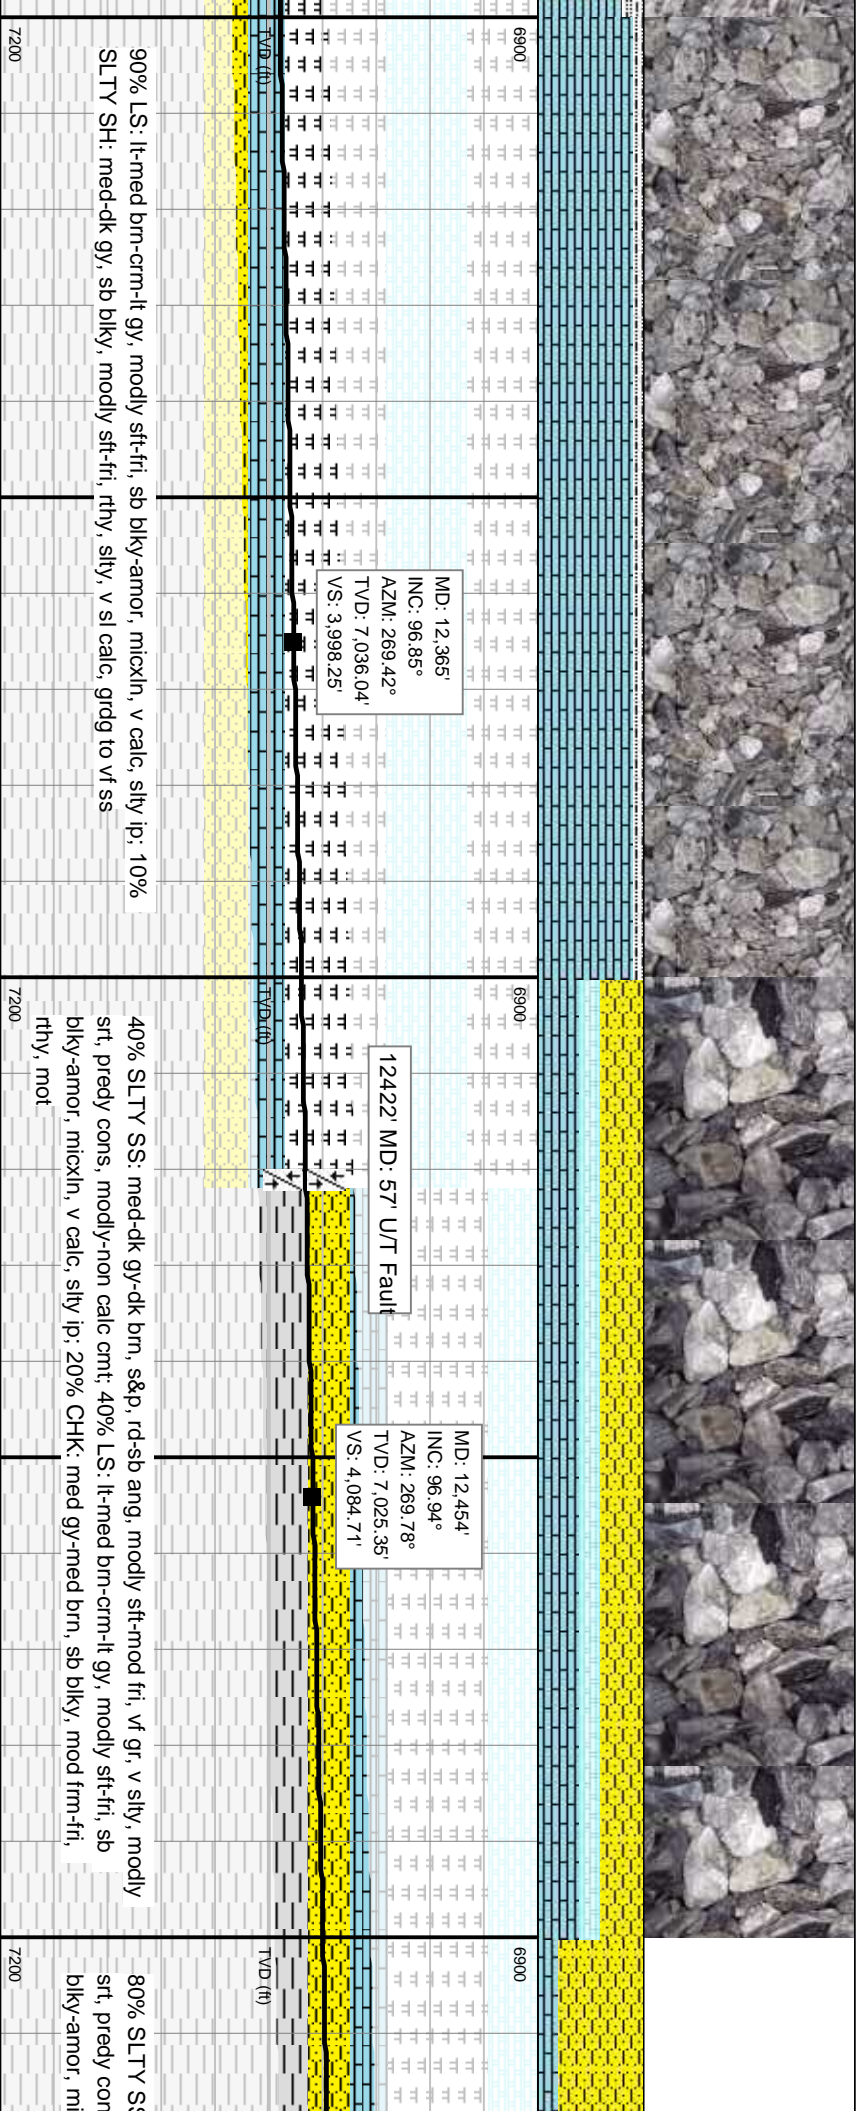 6900
TVD (ft)
7200
90% LS: lt-med brn-crm-lt gy, modly sft-fri, sb blky-amor, micxln, v calc, slty ip; 10%
SLTY SH: med-dk gy, sb blky, modly sft-fri, rthy, slty, v sl calc, grdg to vf ss
MD: 12,365'
INC: 96.85°
AZM: 269.42°
TVD: 7,036.04'
VS: 3,998.25'
6900
TVD (ft)
7200
12422' MD: 57' U/T Fault
40% SLTY SS: med-dk gy-dk brn, s&p, rd-sb ang, modly sft-mod fri, vf gr, v slty, modly
srt, predy cons, modly-non calc cmt; 40% LS: lt-med brn-crm-lt gy, modly sft-fri, sb
blky-amor, micxln, v calc, slty ip; 20% CHK: med gy-med brn, sb blky, mod frm-fri,
rthy, mot
MD: 12,454'
INC: 96.94°
AZM: 269.78°
TVD: 7,025.35'
VS: 4,084.71'
6900
TVD (ft)
7200
80% SLTY SS
srt, predy con
blky-amor, mi